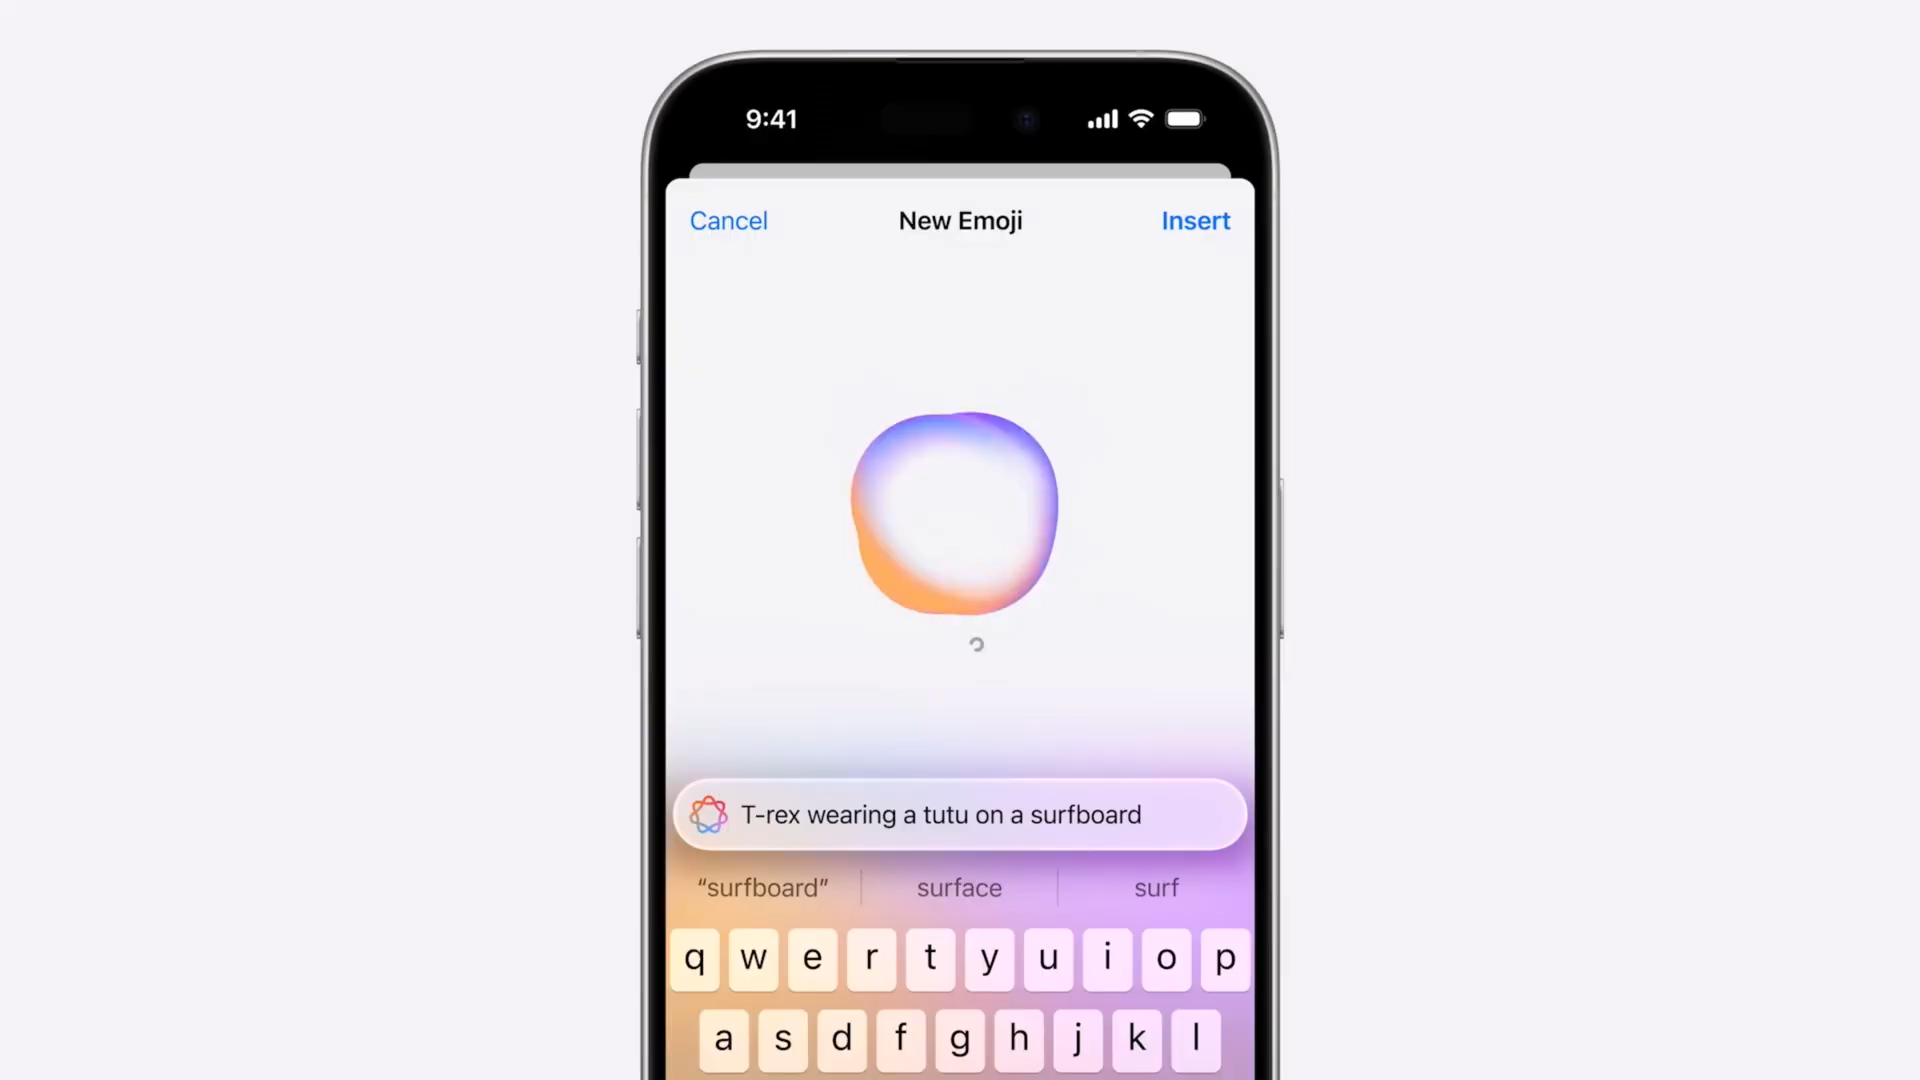 9:41
Cancel New Emoji Insert
T-rex wearing a tutu on a surfboard
“surfboard” surface surf
q w e r t y u i o p
a s d f g h j k l